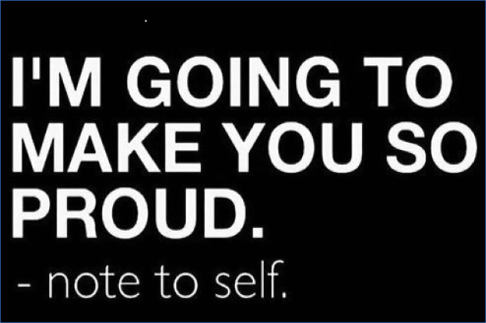 I'M GOING TO
MAKE YOU SO
PROUD.
- note to self.